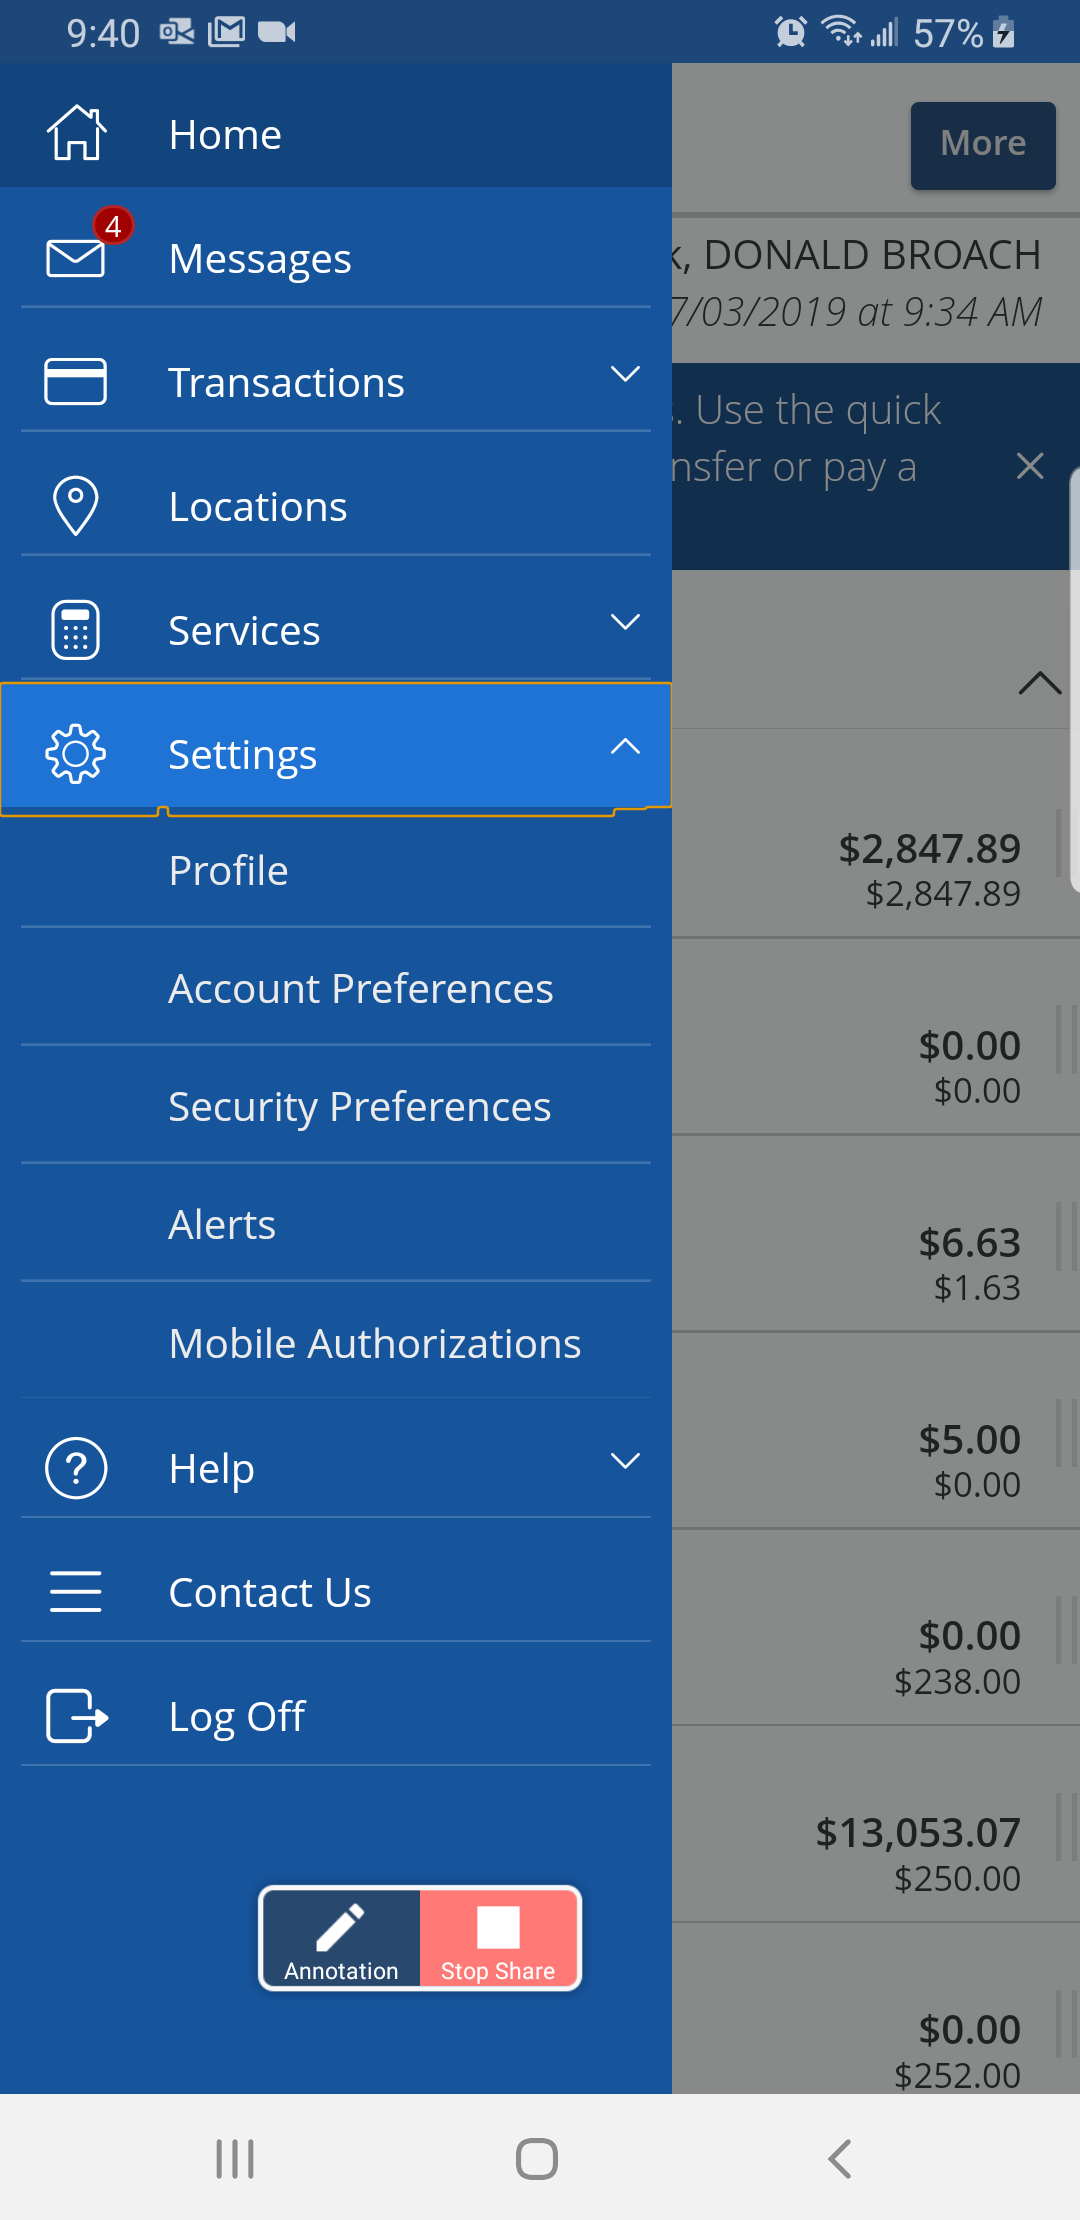 9:40
57%
Home
More
4
Messages
, DONALD BROACH
7/03/2019 at 9:34 AM
Transactions
. Use the quick
nsfer or pay a
Locations
Services
Settings
Profile
$2,847.89
$2,847.89
Account Preferences
$0.00
$0.00
Security Preferences
Alerts
$6.63
$1.63
Mobile Authorizations
$5.00
$0.00
Help
Contact Us
$0.00
$238.00
Log Off
$13,053.07
$250.00
Annotation
Stop Share
$0.00
$252.00